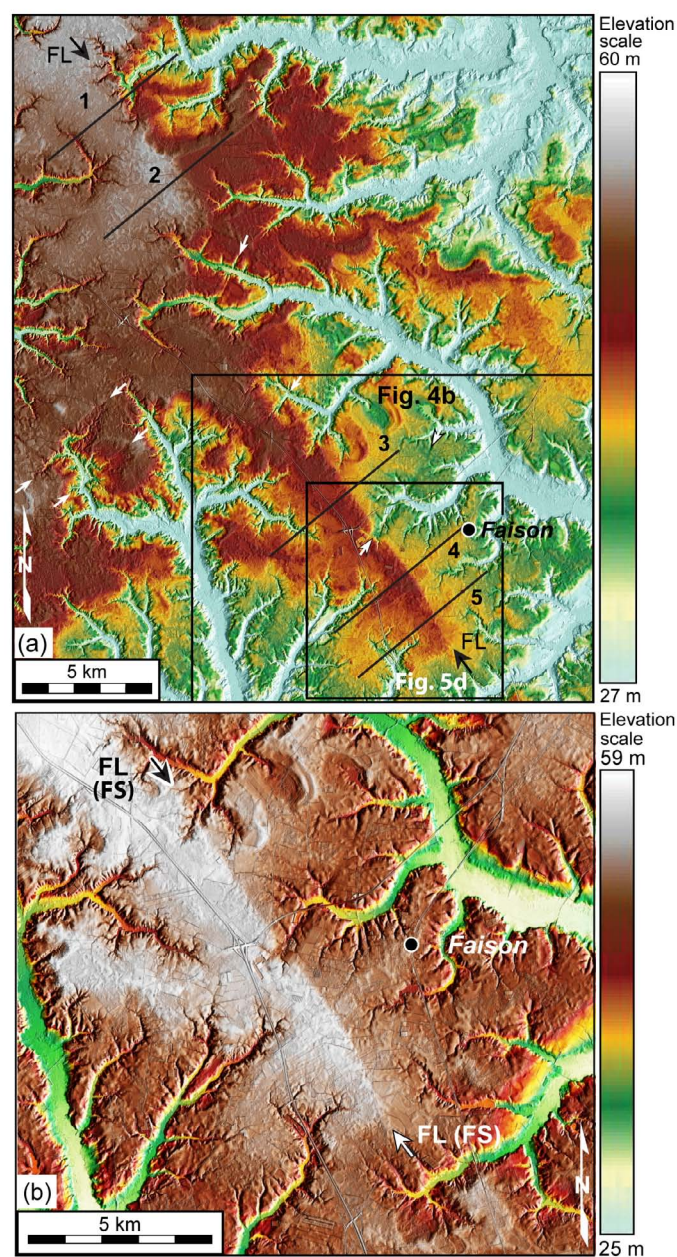 Elevation
scale
60 m
FL
1
2
Fig. 4b
3
Faison
4
5
N
FL
(a)
5 km
Fig. 5d
27 m
Elevation
scale
59 m
FL
(FS)
Faison
FL (FS)
N
(b)
5 km
25 m